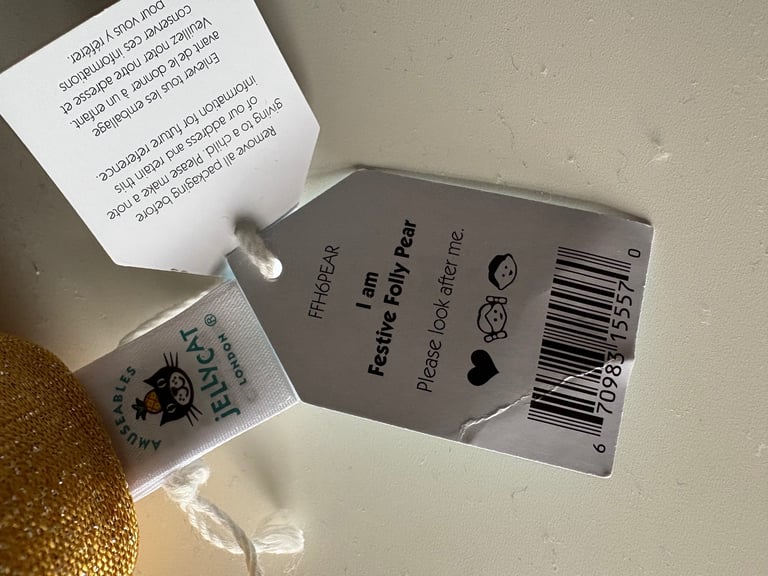 Remove all packaging before
giving to a child. Please make a note
of our address and retain this
information for future reference.
Enlever tous les emballage
avant de le donner à un enfant.
Veuillez noter notre adresse et
conserver ces informations
pour vous y référer.
FFH6PEAR
I am
Festive Folly Pear
Please look after me.
6 70983 15557 0
AMUSEABLES
JELLYCAT ®
LONDON